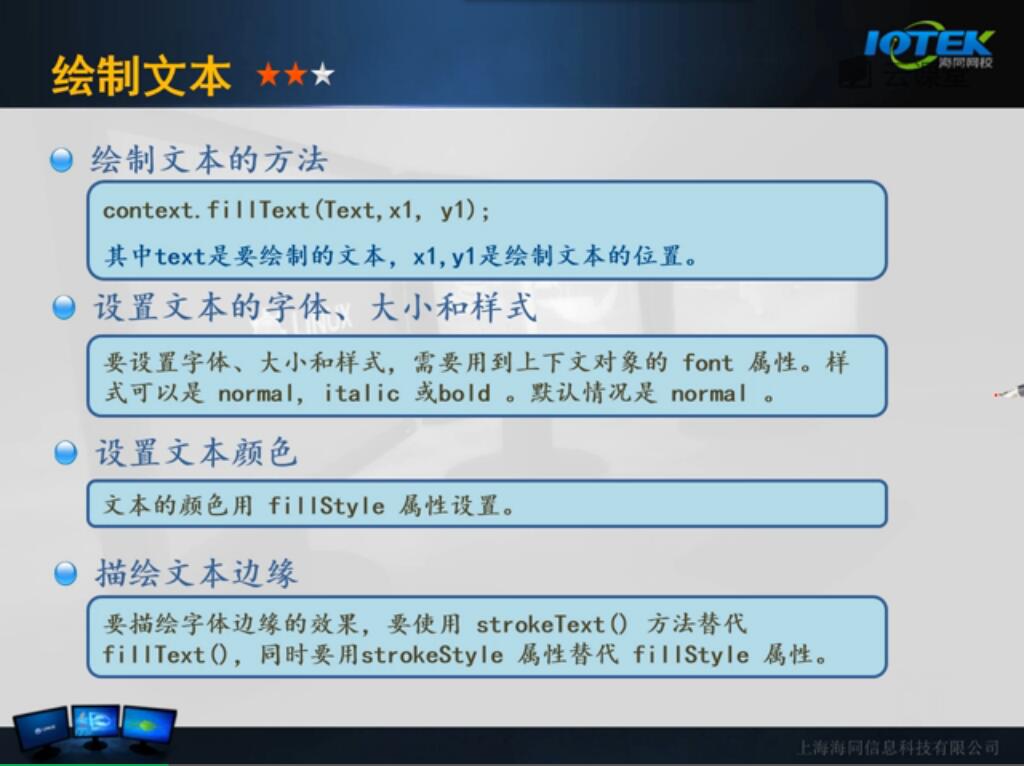 绘制文本
IOTEK
海同网校
云课堂
绘制文本的方法
context.fillText(Text,x1, y1);
其中text是要绘制的文本，x1,y1是绘制文本的位置。
设置文本的字体、大小和样式
要设置字体、大小和样式，需要用到上下文对象的 font 属性。样
式可以是 normal, italic 或bold 。默认情况是 normal 。
设置文本颜色
文本的颜色用 fillStyle 属性设置。
描绘文本边缘
要描绘字体边缘的效果，要使用 strokeText() 方法替代
fillText()，同时要用strokeStyle 属性替代 fillStyle 属性。
LINUX
上海海同信息科技有限公司